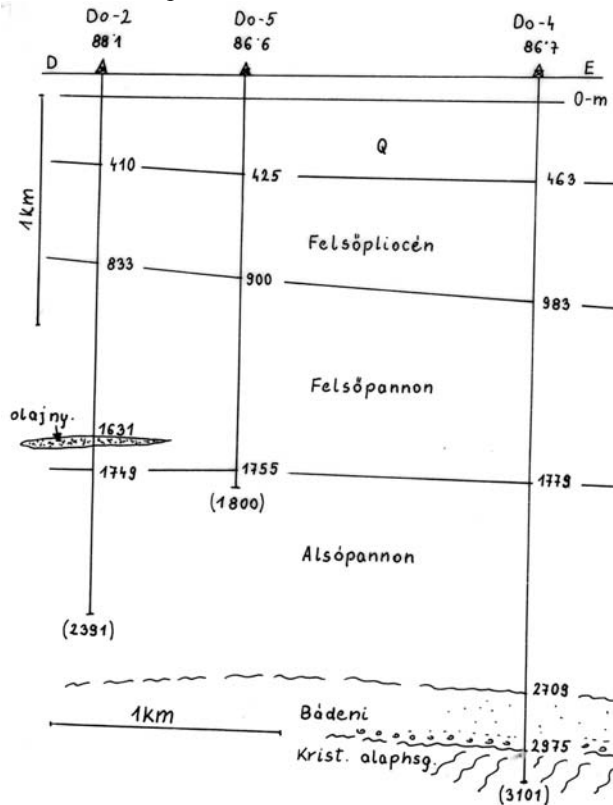 Do-2 Do-5 Do-4
88·1 86·6 86·7
D E
0-m
Q
410 425 463
1km
Felsőpliocén
833 900 983
Felsőpannon
olajny.
1631
1749 1755 1779
(1800)
Alsópannon
(2391)
2709
1km Bádeni
2975
Krist. alaphsg.
(3101)